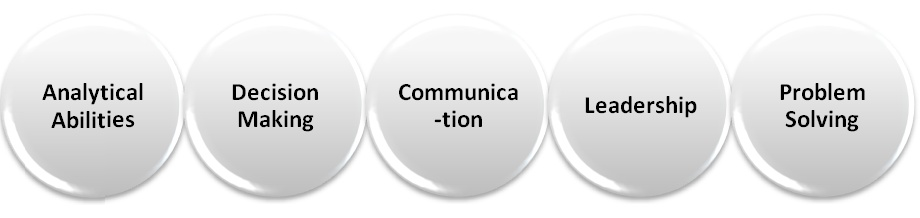 Analytical
Abilities
Decision
Making
Communica
-tion
Leadership
Problem
Solving